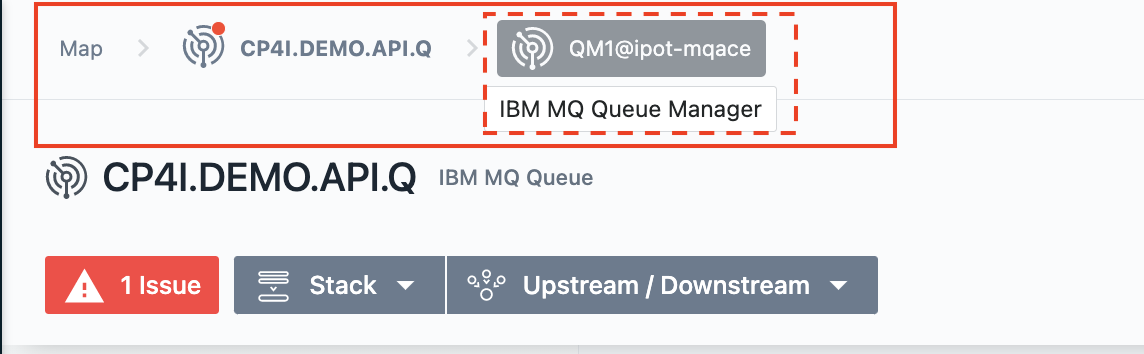 Map CP4I.DEMO.API.Q QM1@ipot-mqace
IBM MQ Queue Manager
CP4I.DEMO.API.Q IBM MQ Queue
1 Issue Stack Upstream / Downstream